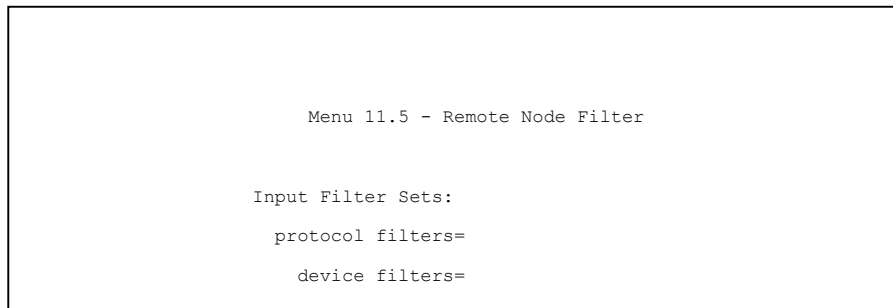 Menu 11.5 - Remote Node Filter
Input Filter Sets:
protocol filters=
device filters=